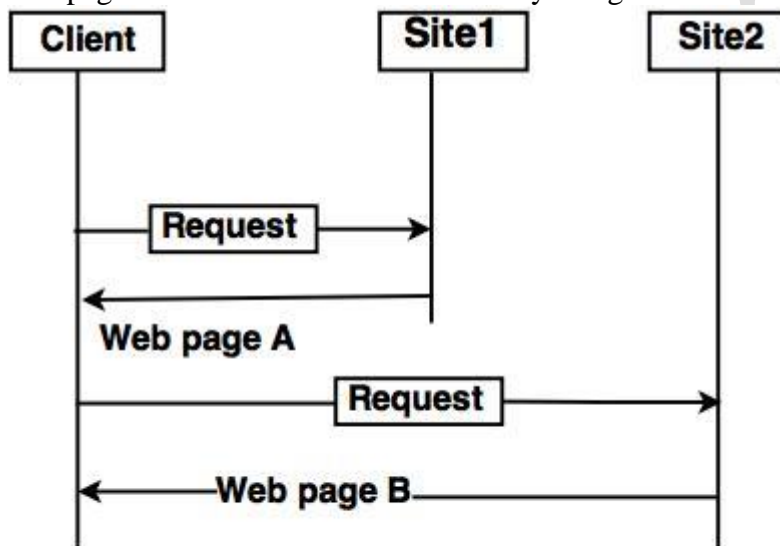 Client
Site1
Site2
Request
Web page A
Request
Web page B